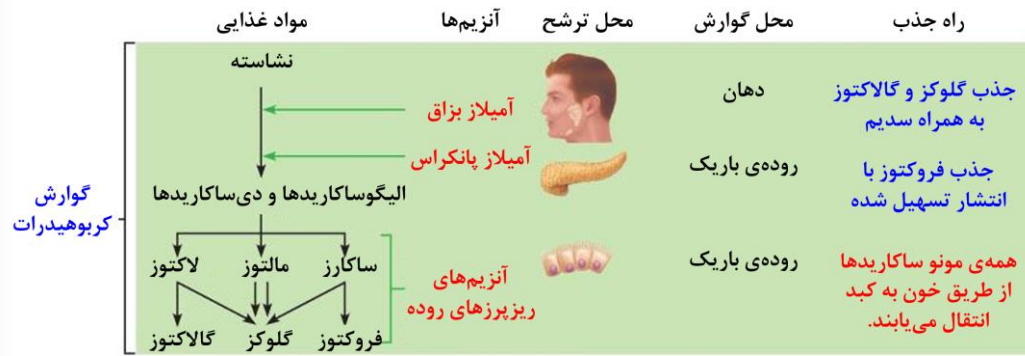 راه جذب
محل گوارش
محل ترشح
آنزیم‌ها
مواد غذایی
نشاسته
جذب گلوکز و گالاکتوز
به همراه سدیم
دهان
آمیلاز بزاق
جذب فروکتوز با
انتشار تسهیل شده
روده‌ی باریک
آمیلاز پانکراس
الیگوساکاریدها و دی‌ساکاریدها
گوارش
کربوهیدرات
همه‌ی مونو ساکاریدها
از طریق خون به کبد
انتقال می‌یابند.
روده‌ی باریک
آنزیم‌های
ریزپرزهای روده
ساکارز
مالتوز
لاکتوز
فروکتوز
گلوکز
گالاکتوز